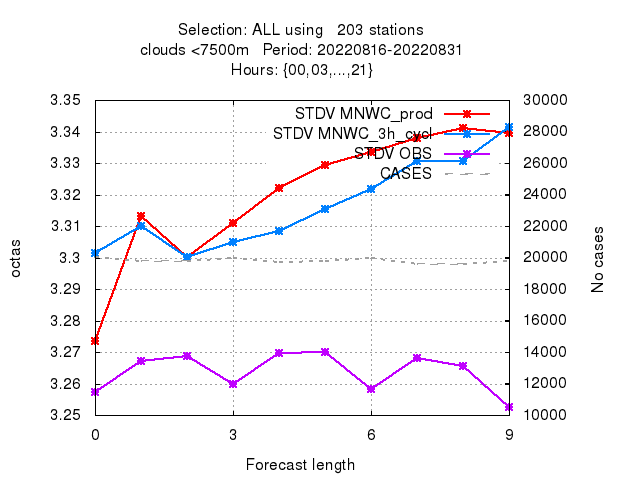 Selection: ALL using   203 stations
clouds <7500m   Period: 20220816-20220831
Hours: {00,03,...,21}
STDV MNWC_prod
STDV MNWC_3h_cycl
STDV OBS
CASES
3.35
3.34
3.33
3.32
3.31
3.3
3.29
3.28
3.27
3.26
3.25
octas
30000
28000
26000
24000
22000
20000
18000
16000
14000
12000
10000
No cases
0 3 6 9
Forecast length